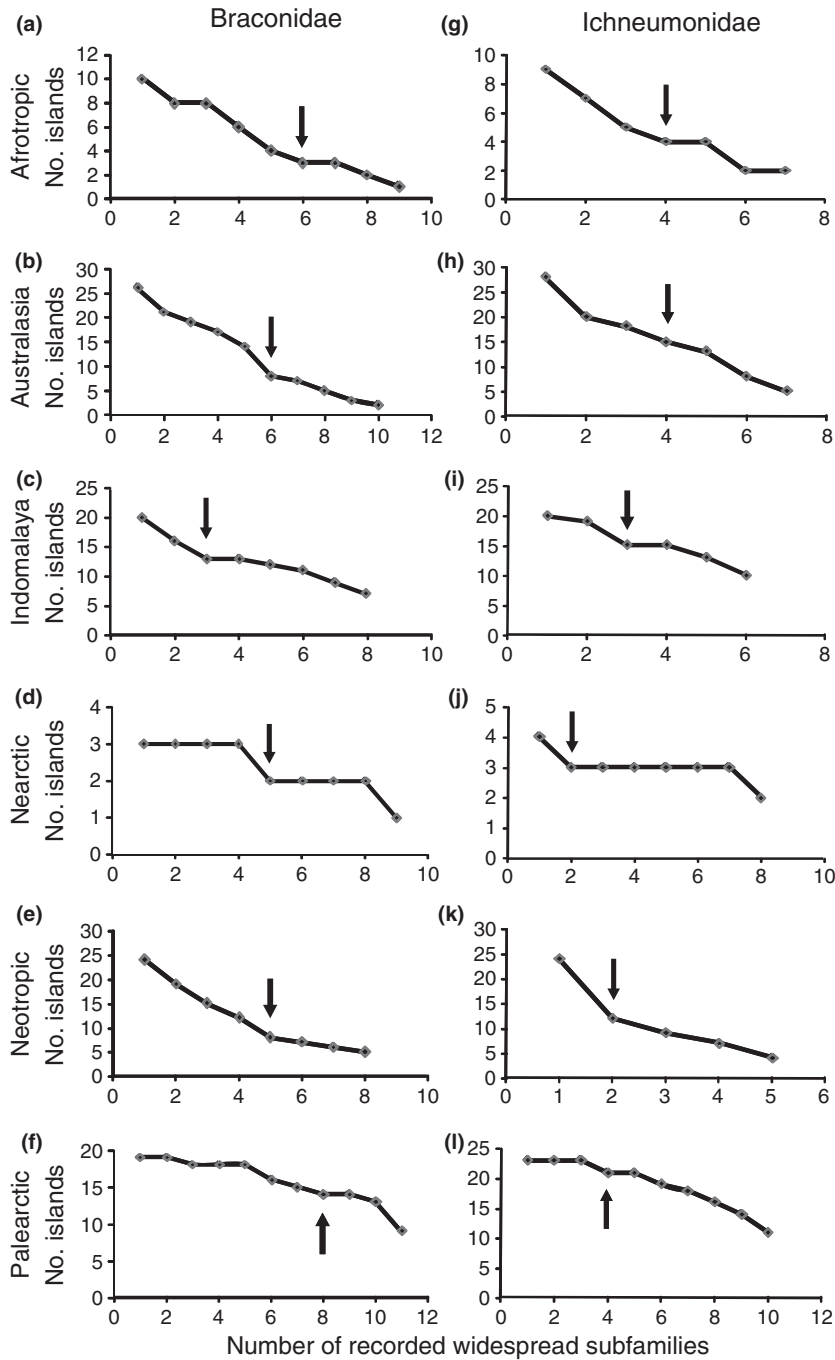 Braconidae
Ichneumonidae
(a)
Afrotropic
No. islands
12
10
8
6
4
2
0
0 2 4 6 8 10
(g)
10
8
6
4
2
0
0 2 4 6 8
(b)
Australasia
No. islands
30
25
20
15
10
5
0
0 2 4 6 8 10 12
(h)
30
25
20
15
10
5
0
0 2 4 6 8
(c)
Indomalaya
No. islands
25
20
15
10
5
0
0 2 4 6 8 10
(i)
25
20
15
10
5
0
0 2 4 6 8
(d)
Nearctic
No. islands
4
3
2
1
0
0 2 4 6 8 10
(j)
5
4
3
2
1
0
0 2 4 6 8 10
(e)
Neotropic
No. islands
30
25
20
15
10
5
0
0 2 4 6 8 10
(k)
30
25
20
15
10
5
0
0 1 2 3 4 5 6
(f)
Palearctic
No. islands
20
15
10
5
0
0 2 4 6 8 10 12
(l)
25
20
15
10
5
0
0 2 4 6 8 10 12
Number of recorded widespread subfamilies